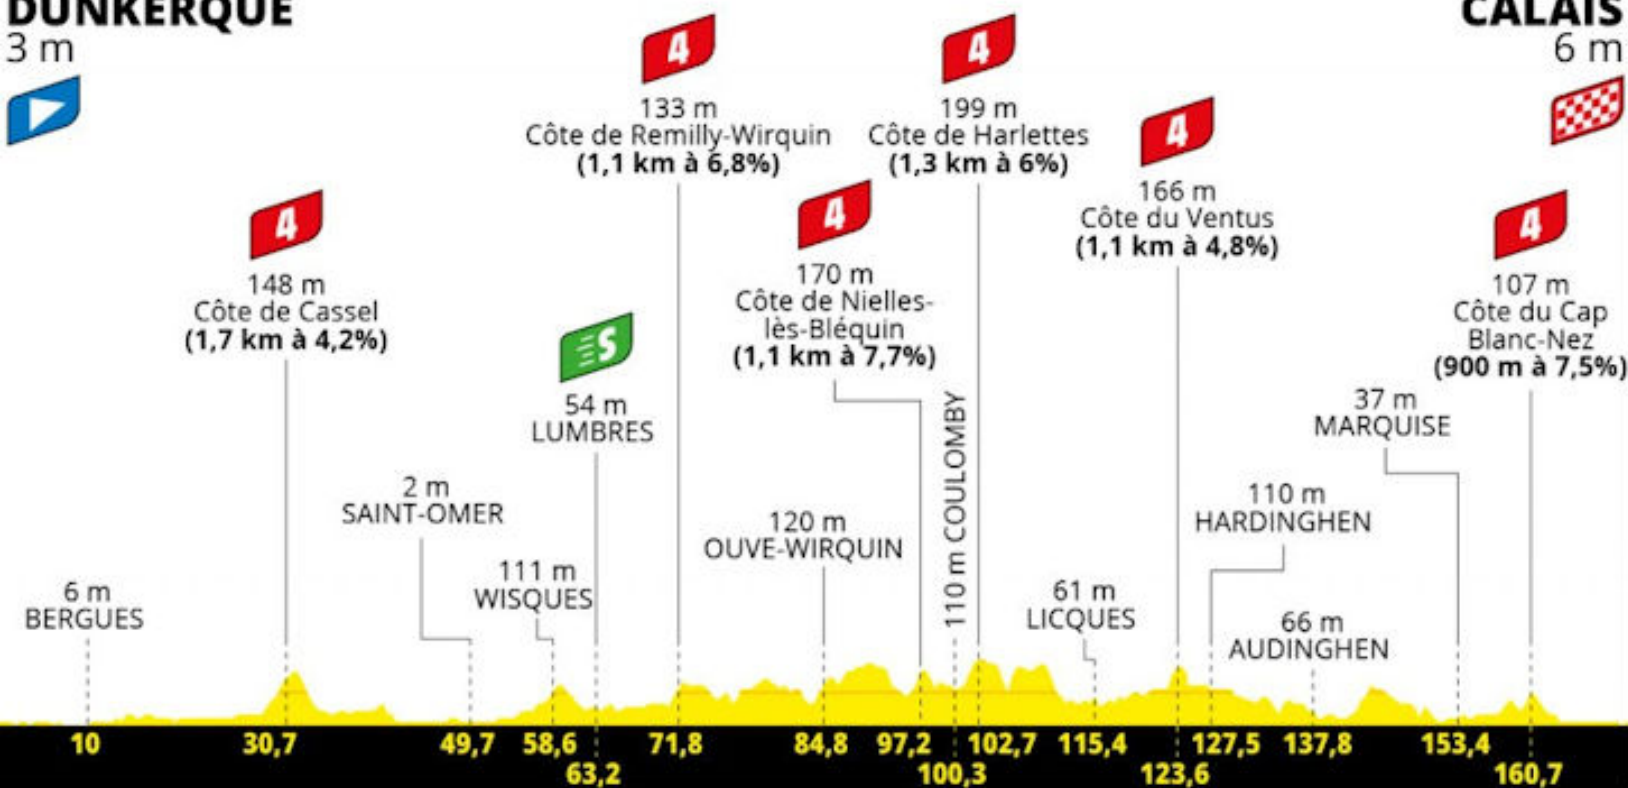 DUNKERQUE
3 m
CALAIS
6 m
4
133 m
Côte de Remilly-Wirquin
(1,1 km à 6,8%)
4
199 m
Côte de Harlettes
(1,3 km à 6%)
4
166 m
Côte du Ventus
(1,1 km à 4,8%)
4
148 m
Côte de Cassel
(1,7 km à 4,2%)
4
170 m
Côte de Nielles-
lès-Bléquin
(1,1 km à 7,7%)
4
107 m
Côte du Cap
Blanc-Nez
(900 m à 7,5%)
S
54 m
LUMBRES
37 m
MARQUISE
110 m COULOMBY
2 m
SAINT-OMER
110 m
HARDINGHEN
120 m
OUVE-WIRQUIN
111 m
WISQUES
6 m
BERGUES
61 m
LICQUES
66 m
AUDINGHEN
10 30,7 49,7 58,6 71,8 84,8 97,2 102,7 115,4 127,5 137,8 153,4
63,2 100,3 123,6 160,7